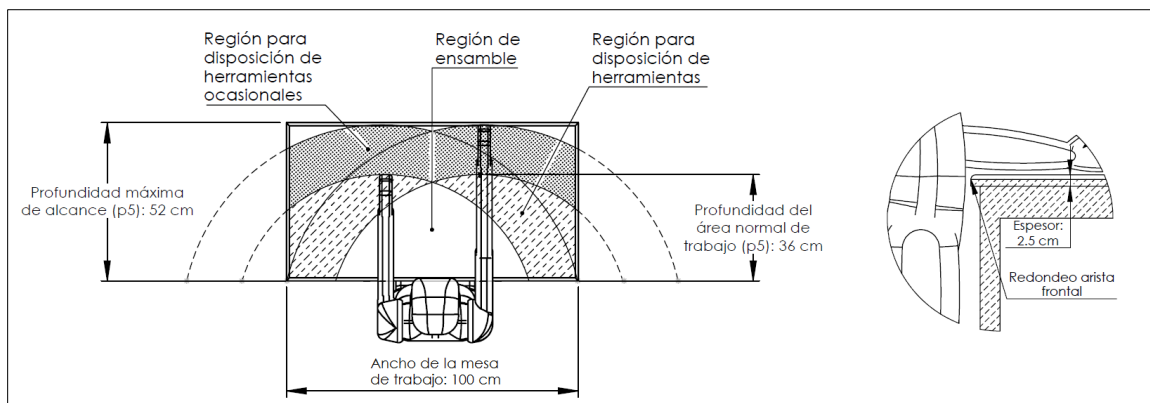 Región para
disposición de
herramientas
ocasionales
Región de
ensamble
Región para
disposición de
herramientas
Profundidad máxima
de alcance (p5): 52 cm
Profundidad del
área normal de
trabajo (p5): 36 cm
Ancho de la mesa
de trabajo: 100 cm
Espesor:
2.5 cm
Redondeo arista
frontal